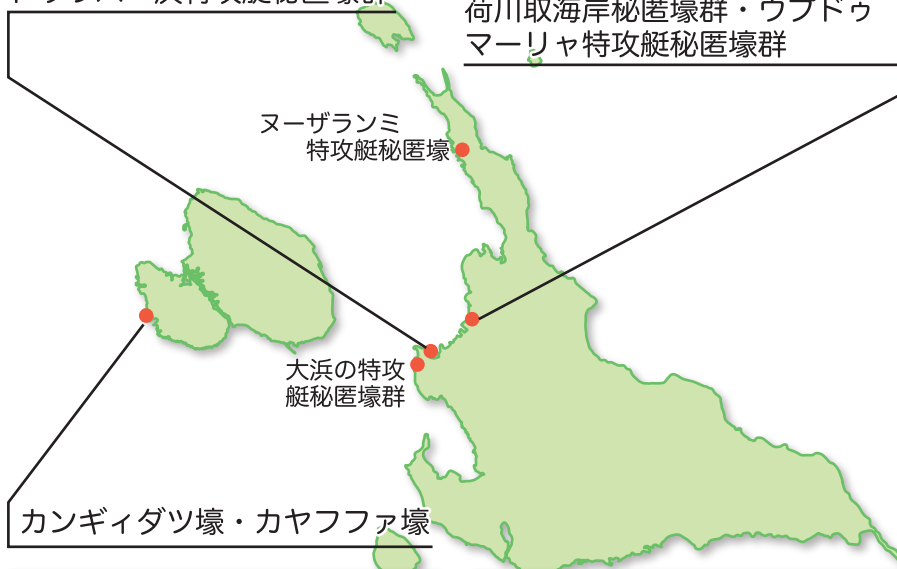 荷川取海岸秘匿壕群・ウプドゥ
マーリャ特攻艇秘匿壕群
ヌーザランミ
特攻艇秘匿壕
大浜の特攻
艇秘匿壕群
カンギィダツ壕・カヤフファ壕